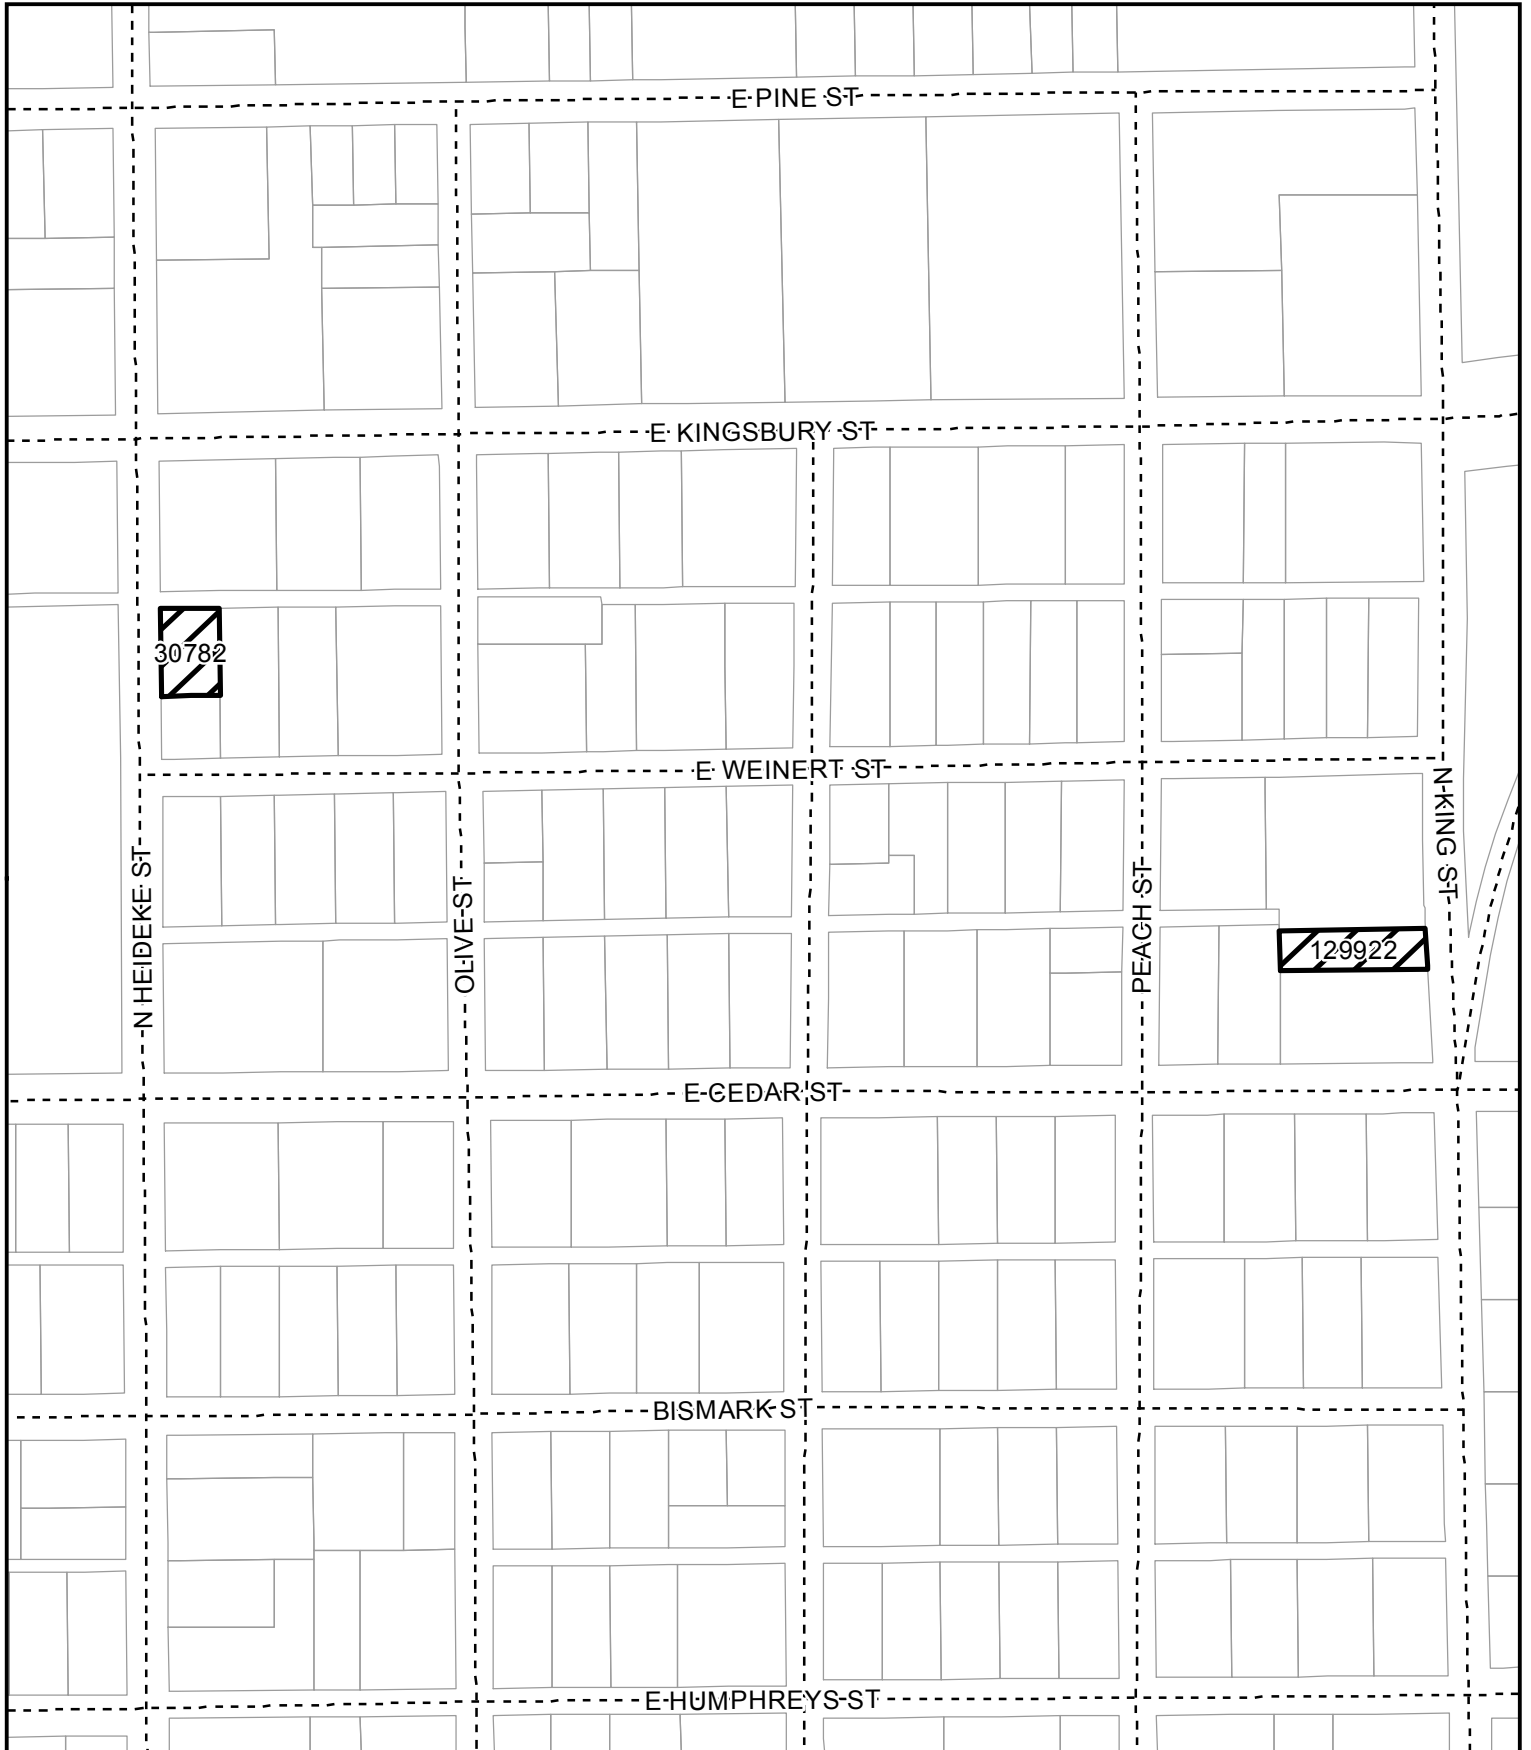 E PINE ST
E KINGSBURY ST
30782
E WEINERT ST
N KING ST
N HEIDEKE ST
OLIVE ST
PEACH ST
129922
E CEDAR ST
BISMARK ST
E HUMPHREYS ST